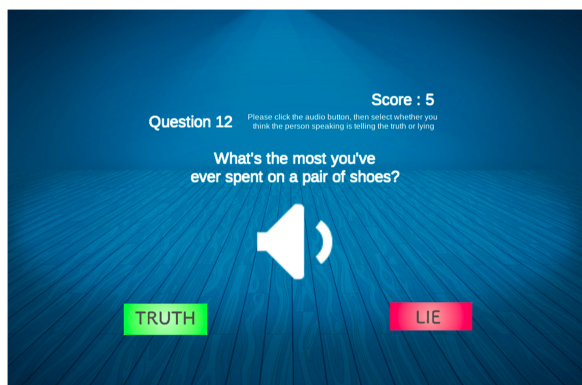 Score : 5
Question 12
Please click the audio button, then select whether you
think the person speaking is telling the truth or lying
What's the most you've
ever spent on a pair of shoes?
TRUTH
LIE